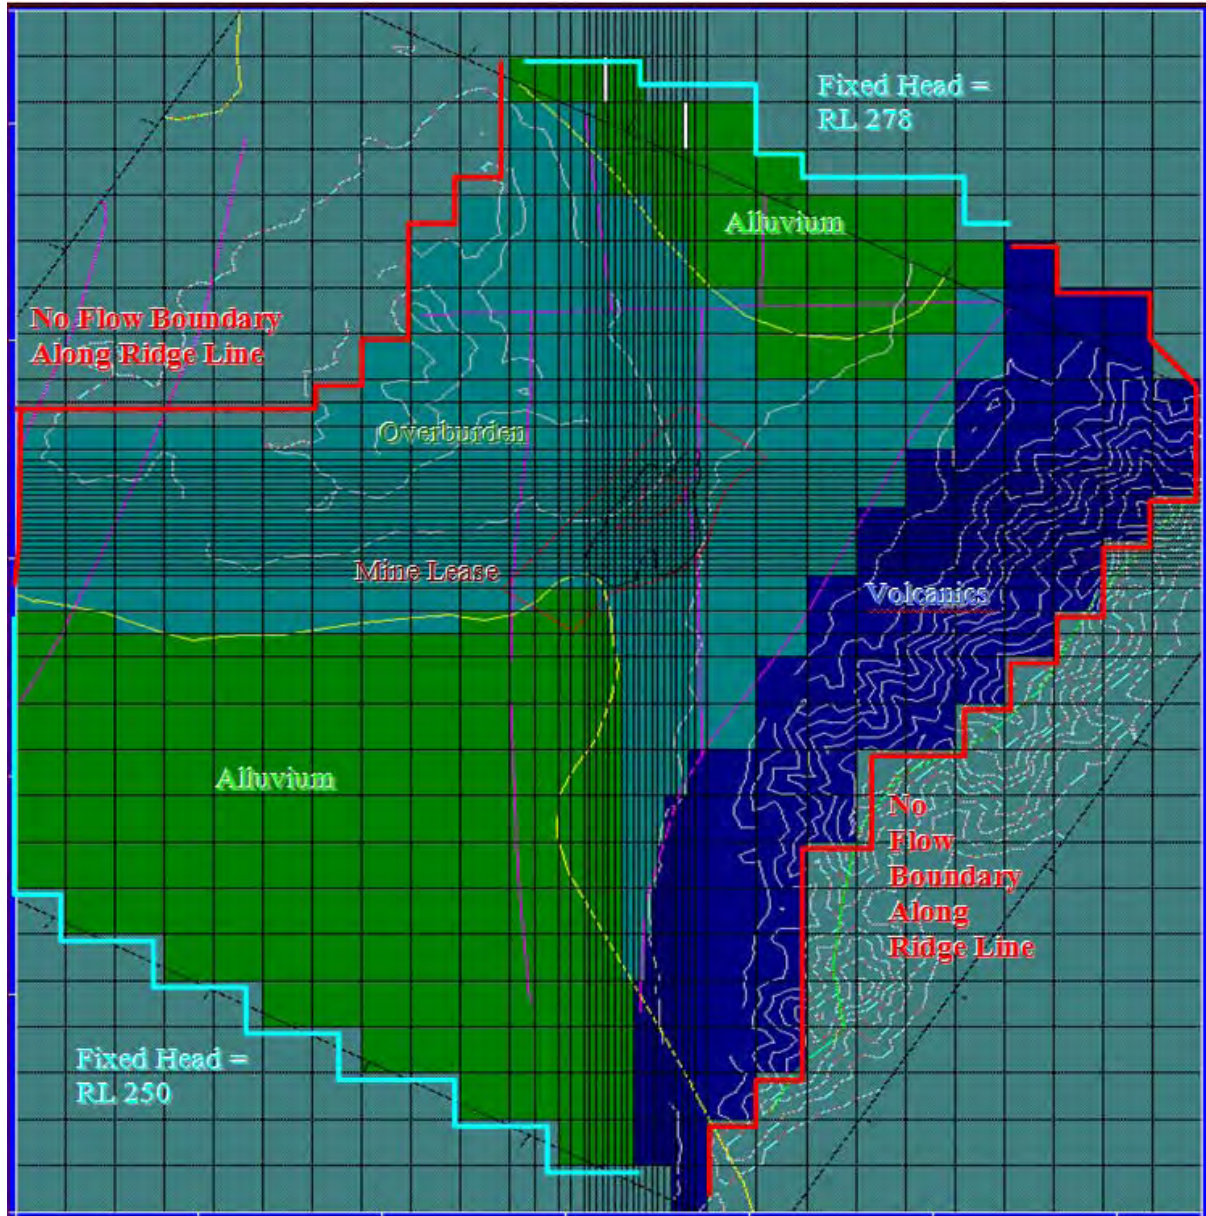 Fixed Head =
RL 278
Alluvium
No Flow Boundary
Along Ridge Line
Overburden
Mine Lease
Volcanics
Alluvium
No
Flow
Boundary
Along
Ridge Line
Fixed Head =
RL 250